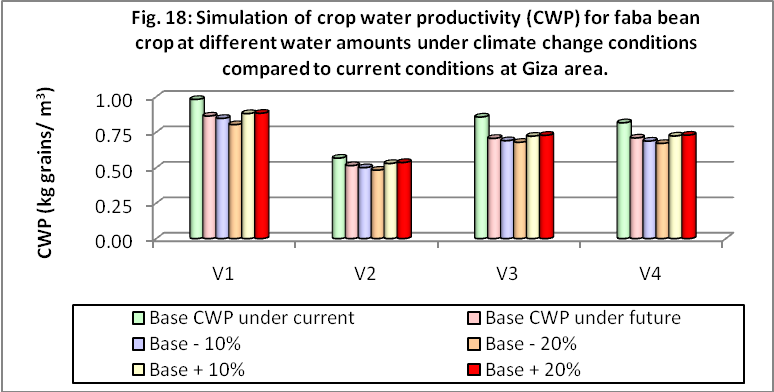 Fig. 18: Simulation of crop water productivity (CWP) for faba bean
crop at different water amounts under climate change conditions
compared to current conditions at Giza area.
CWP (kg grains/ m³)
1.00
0.75
0.50
0.25
0.00
V1 V2 V3 V4
Base CWP under current Base CWP under future
Base - 10% Base - 20%
Base + 10% Base + 20%